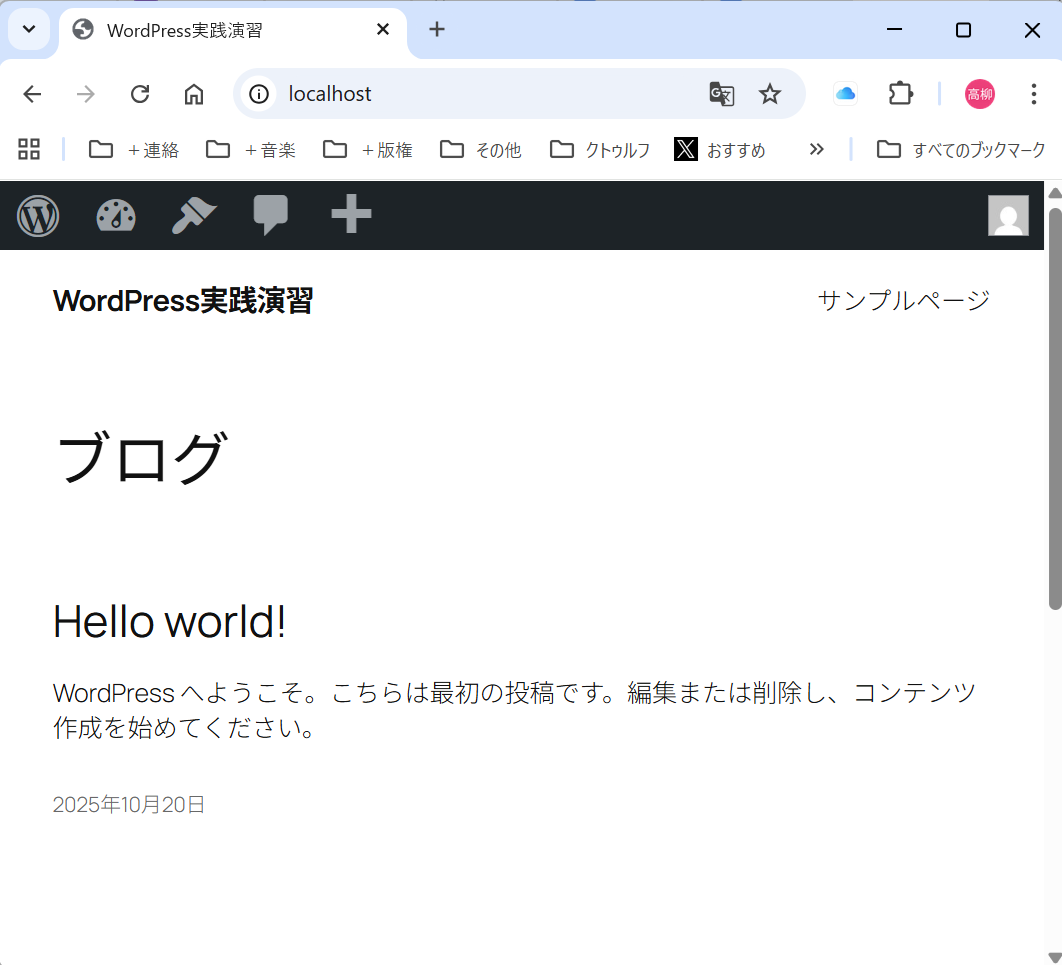 WordPress実践演習
localhost
高柳
＋連絡
＋音楽
＋版権
その他
クトゥルフ
おすすめ
すべてのブックマーク
WordPress実践演習
サンプルページ
ブログ
Hello world!
WordPress へようこそ。こちらは最初の投稿です。編集または削除し、コンテンツ
作成を始めてください。
2025年10月20日